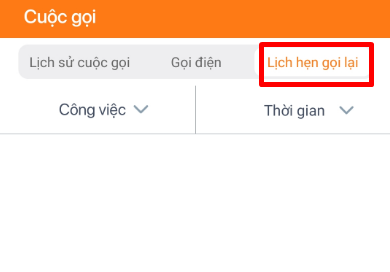 Cuộc gọi
Lịch sử cuộc gọi Gọi điện Lịch hẹn gọi lại
Công việc Thời gian